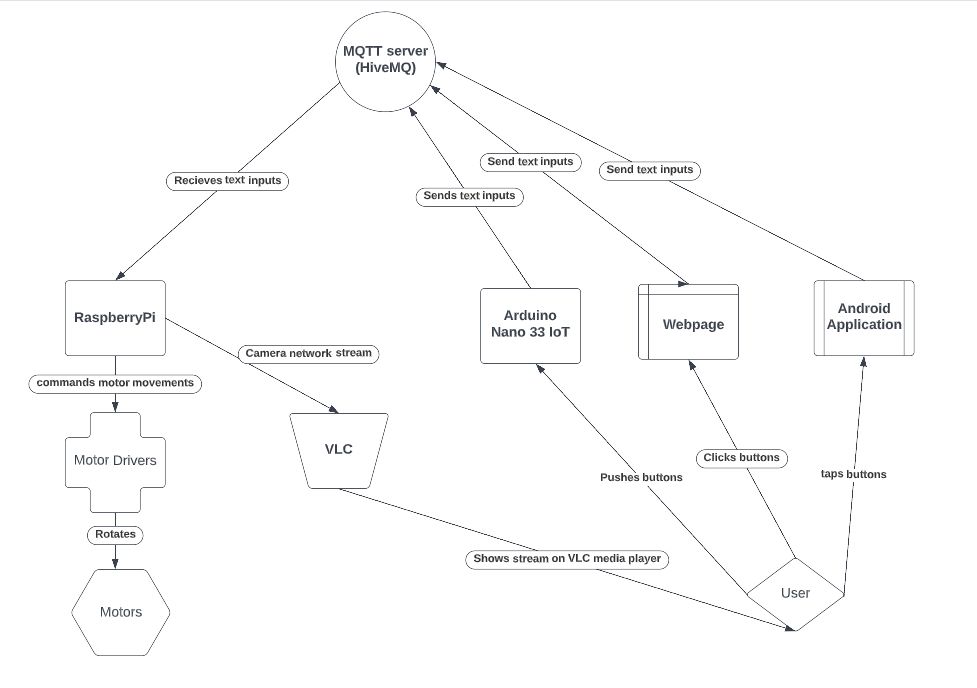 MQTT server
(HiveMQ)
Send text inputs
Send text inputs
Recieves text inputs
Sends text inputs
RaspberryPi
Arduino
Nano 33 IoT
Webpage
Android
Application
Camera network stream
commands motor movements
Motor Drivers
VLC
Clicks buttons
Pushes buttons
taps buttons
Rotates
Shows stream on VLC media player
User
Motors